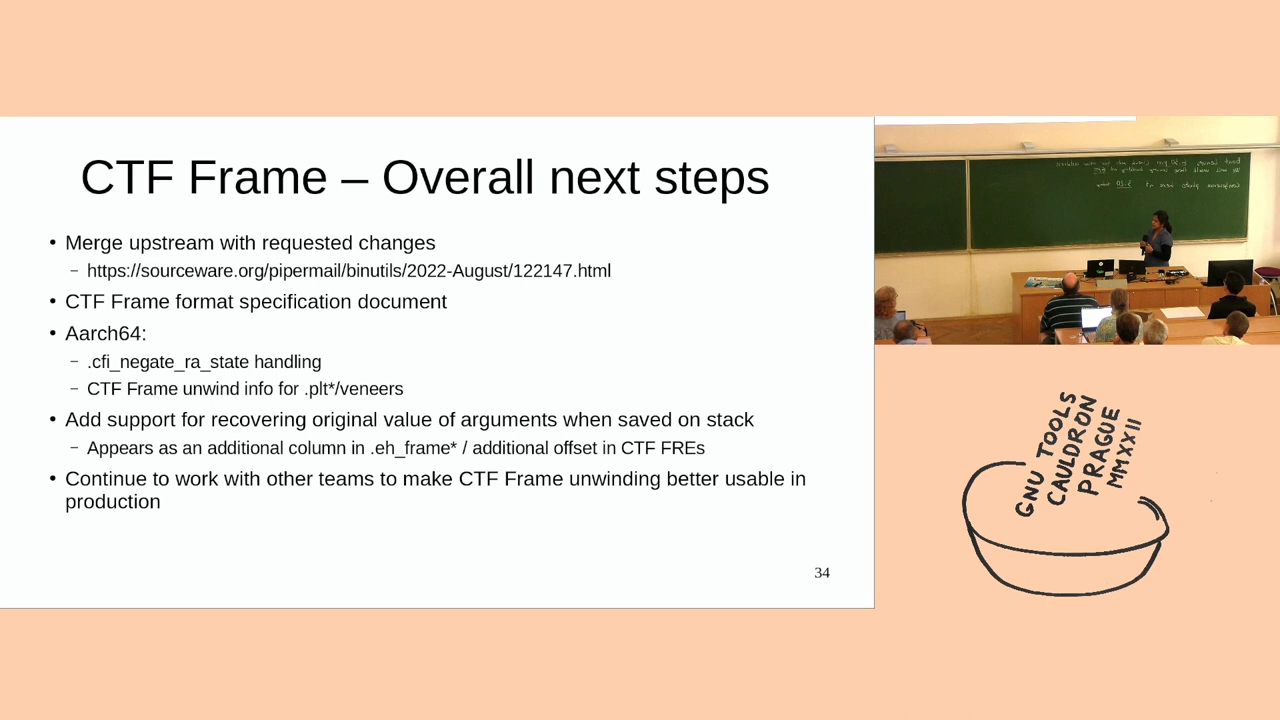 CTF Frame – Overall next steps
• Merge upstream with requested changes
– https://sourceware.org/pipermail/binutils/2022-August/122147.html
• CTF Frame format specification document
• Aarch64:
– .cfi_negate_ra_state handling
– CTF Frame unwind info for .plt*/veneers
• Add support for recovering original value of arguments when saved on stack
– Appears as an additional column in .eh_frame* / additional offset in CTF FREs
• Continue to work with other teams to make CTF Frame unwinding better usable in
production
34
GNU TOOLS
CAULDRON
PRAGUE
MMXXII